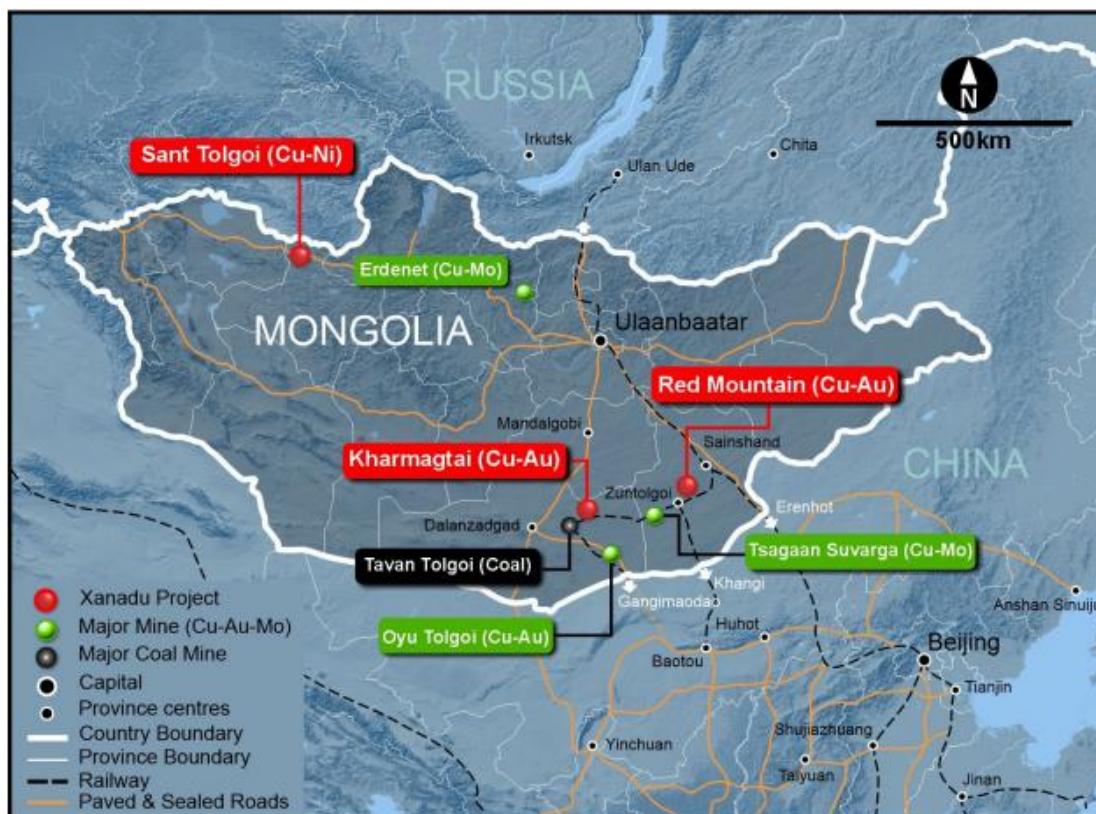 RUSSIA
N
500km
Irkutsk
Chita
Ulan Ude
Sant Tolgoi (Cu-Ni)
Erdenet (Cu-Mo)
MONGOLIA
Ulaanbaatar
Red Mountain (Cu-Au)
Mandalgobi
Sainshand
Kharmagtai (Cu-Au)
CHINA
Zuntolgoi
Erenhot
Dalanzadgad
Tsagaan Suvarga (Cu-Mo)
Tavan Tolgoi (Coal)
Khangi
Gangimaodao
Anshan Sinuiju
Oyu Tolgoi (Cu-Au)
Huhot
Baotou
Beijing
Tianjin
Shujiazhuang
Yinchuan
Taiyuan
Jinan
Xanadu Project
Major Mine (Cu-Au-Mo)
Major Coal Mine
Capital
Province centres
Country Boundary
Province Boundary
Railway
Paved & Sealed Roads